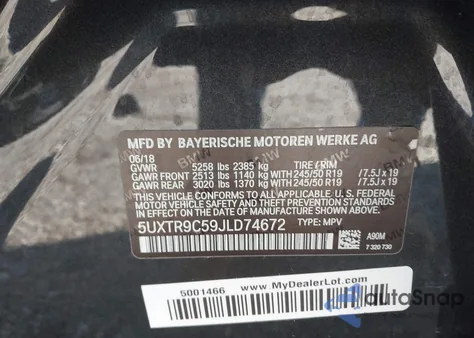 MFD BY BAYERISCHE MOTOREN WERKE AG
06/18
GVWR 5258 lbs 2385 kg TIRE / RIM
GAWR FRONT 2513 lbs 1140 kg WITH 245/50 R19 /7.5J x 19
GAWR REAR 3020 lbs 1370 kg WITH 245/50 R19 /7.5J x 19
THIS VEHICLE CONFORMS TO ALL APPLICABLE U.S. FEDERAL
MOTOR VEHICLE SAFETY STANDARDS IN EFFECT ON
THE DATE OF MANUFACTURE SHOWN ABOVE.
5UXTR9C59JLD74672 TYPE: MPV
A90M
7 320 730
5001466 www.MyDealerLot.com
AutoSnap